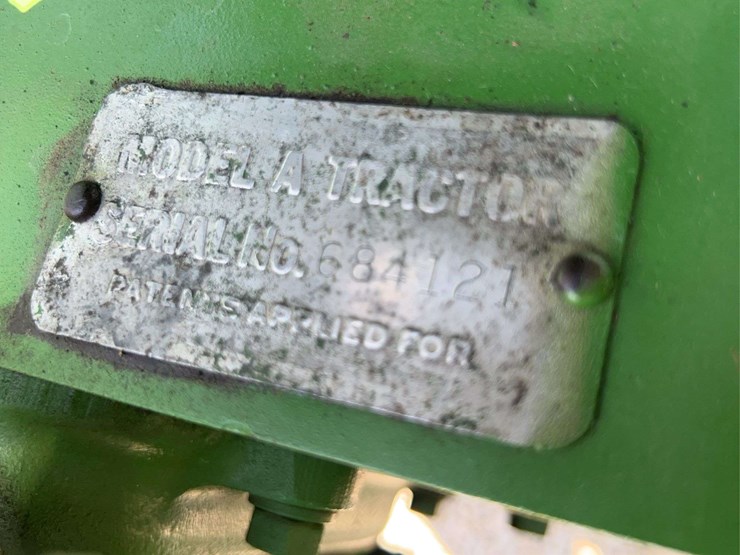 MODEL A TRACTOR
SERIAL NO. 684121
PATENTS APPLIED FOR